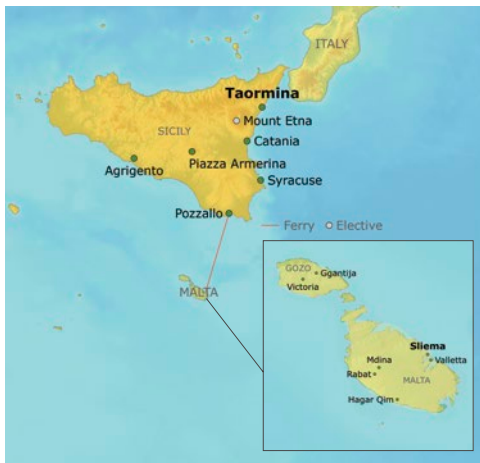 ITALY
Taormina
Mount Etna
SICILY
Catania
Piazza Armerina
Agrigento
Syracuse
Pozzallo
Ferry Elective
MALTA
GOZO
Ggantija
Victoria
Sliema
Valletta
Mdina
Rabat
MALTA
Hagar Qim